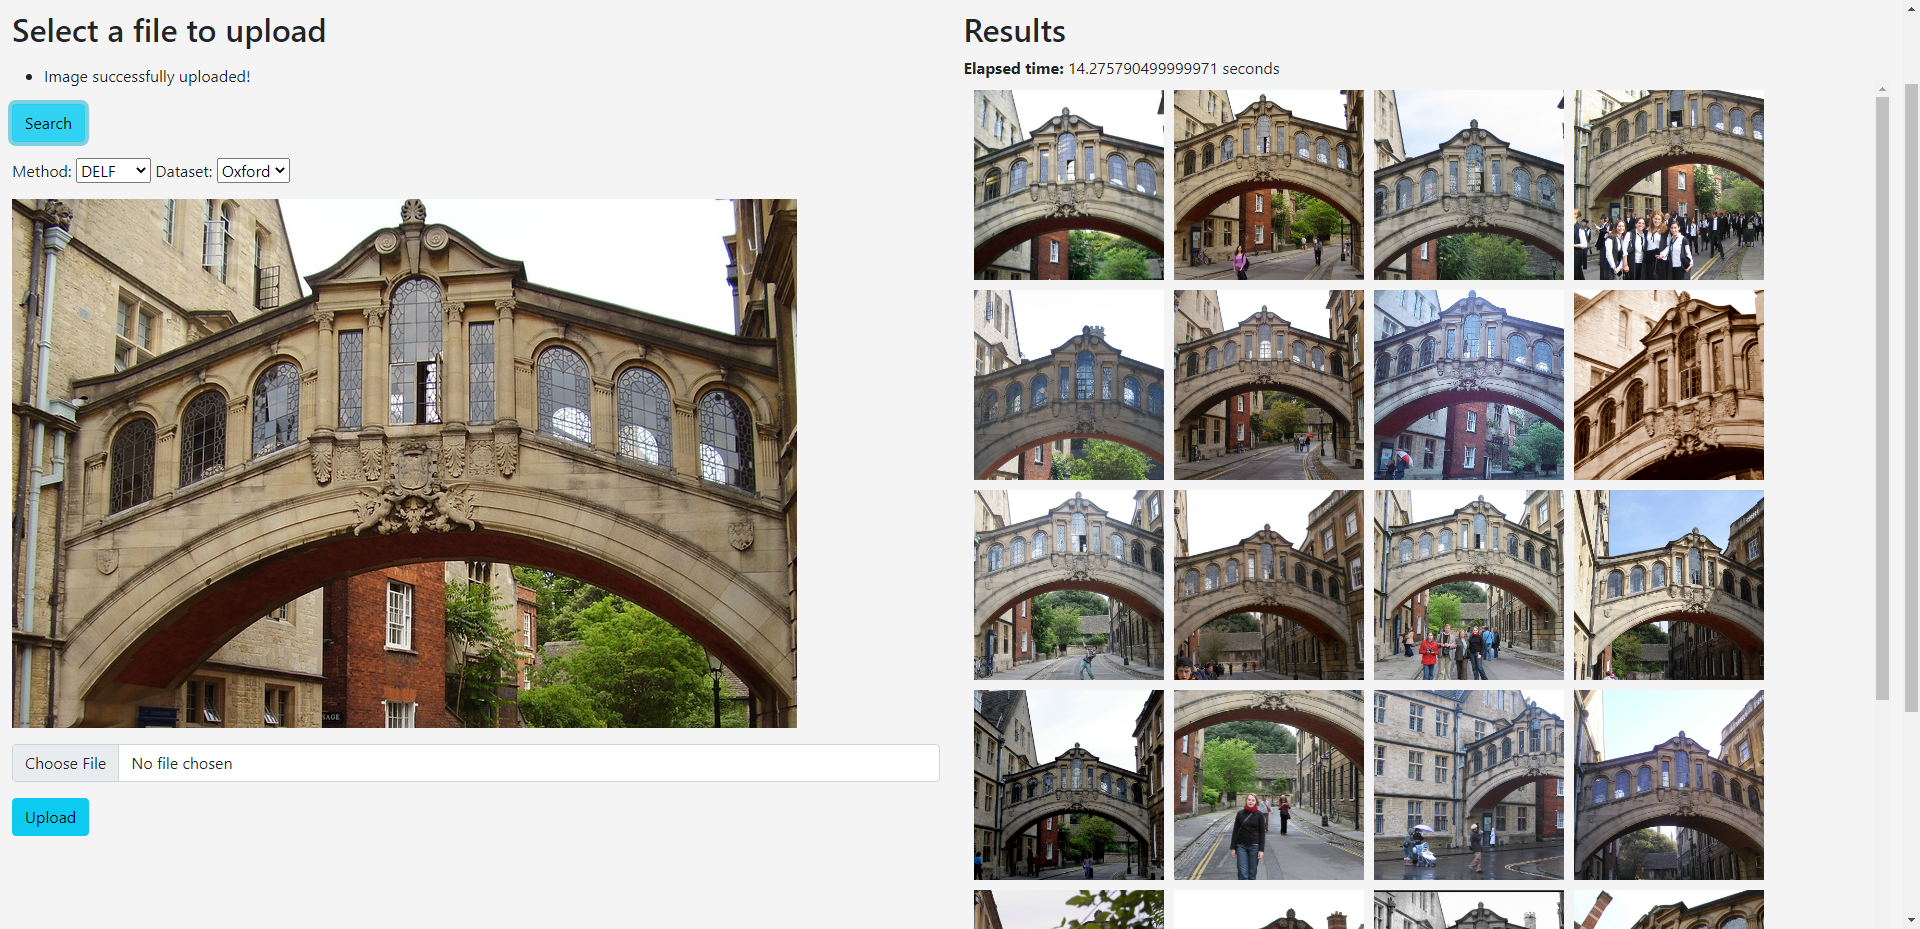 Select a file to upload
Image successfully uploaded!
Search
Method: DELF Dataset: Oxford
SAGE
Choose File No file chosen
Upload
Results
Elapsed time: 14.275790499999971 seconds